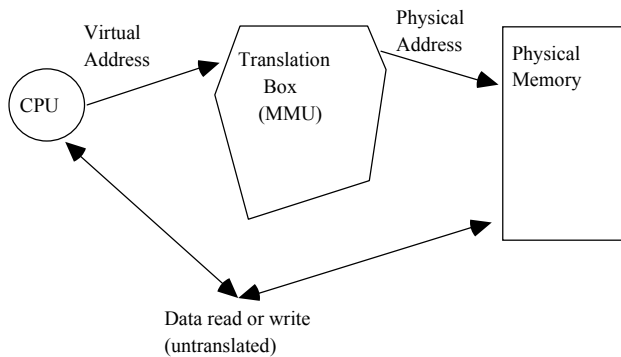 Virtual
Address
CPU
Translation
Box
(MMU)
Physical
Address
Physical
Memory
Data read or write
(untranslated)